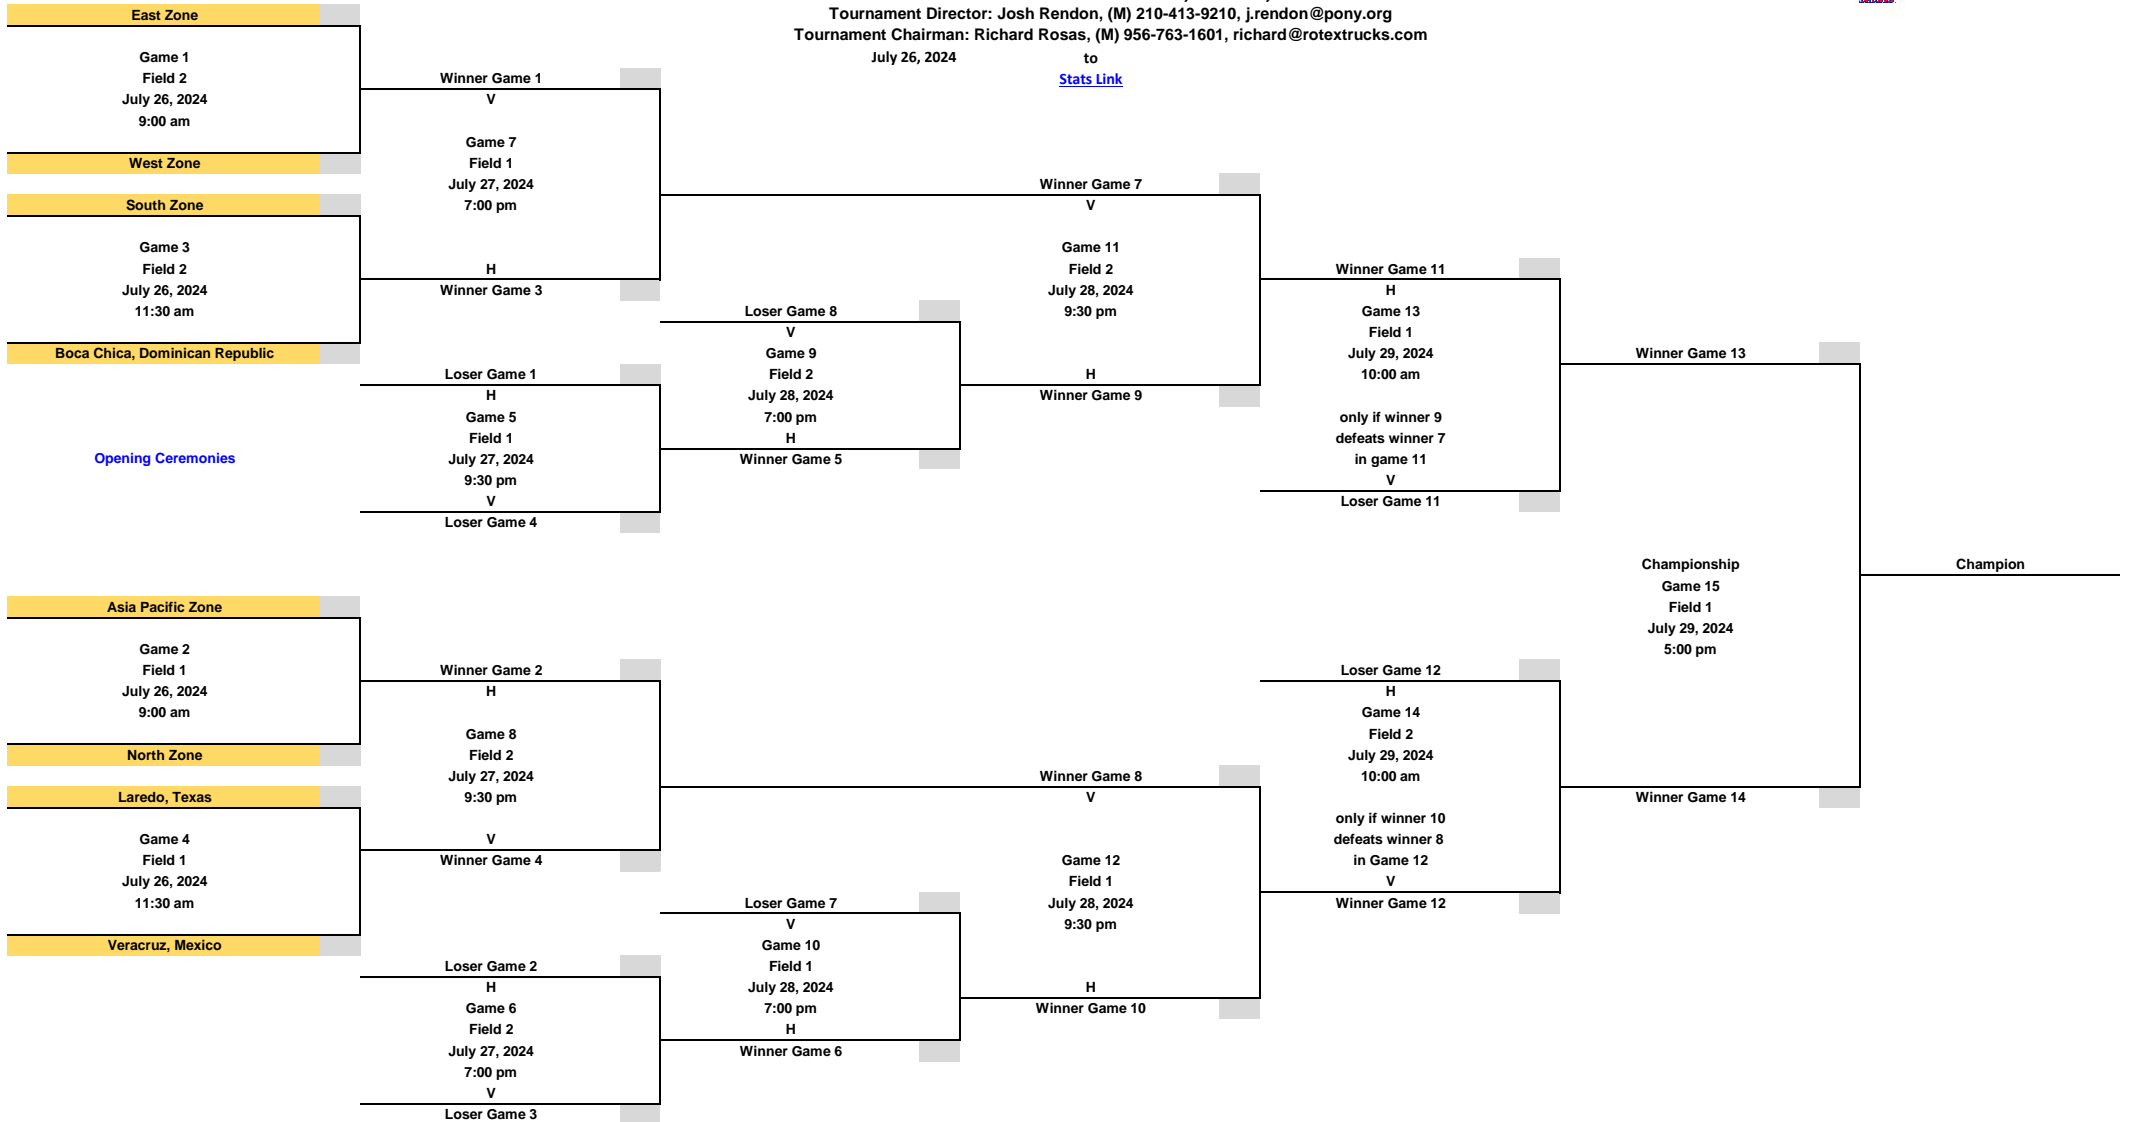 Tournament Director: Josh Rendon, (M) 210-413-9210, j.rendon@pony.org
Tournament Chairman: Richard Rosas, (M) 956-763-1601, richard@rotextrucks.com
July 26, 2024 to
Stats Link
East Zone
Game 1
Field 2
July 26, 2024
9:00 am
West Zone
South Zone
Game 3
Field 2
July 26, 2024
11:30 am
Boca Chica, Dominican Republic
Opening Ceremonies
Asia Pacific Zone
Game 2
Field 1
July 26, 2024
9:00 am
North Zone
Laredo, Texas
Game 4
Field 1
July 26, 2024
11:30 am
Veracruz, Mexico
Winner Game 1
V
Game 7
Field 1
July 27, 2024
7:00 pm
H
Winner Game 3
Loser Game 1
H
Game 5
Field 1
July 27, 2024
9:30 pm
V
Loser Game 4
Winner Game 2
H
Game 8
Field 2
July 27, 2024
9:30 pm
V
Winner Game 4
Loser Game 2
H
Game 6
Field 2
July 27, 2024
7:00 pm
V
Loser Game 3
Loser Game 8
V
Game 9
Field 2
July 28, 2024
7:00 pm
H
Winner Game 5
Loser Game 7
V
Game 10
Field 1
July 28, 2024
7:00 pm
H
Winner Game 6
Winner Game 7
V
Game 11
Field 2
July 28, 2024
9:30 pm
H
Winner Game 9
Winner Game 8
V
Game 12
Field 1
July 28, 2024
9:30 pm
H
Winner Game 10
Winner Game 11
H
Game 13
Field 1
July 29, 2024
10:00 am
only if winner 9
defeats winner 7
in game 11
V
Loser Game 11
Loser Game 12
H
Game 14
Field 2
July 29, 2024
10:00 am
only if winner 10
defeats winner 8
in Game 12
V
Winner Game 12
Winner Game 13
Championship
Game 15
Field 1
July 29, 2024
5:00 pm
Winner Game 14
Champion